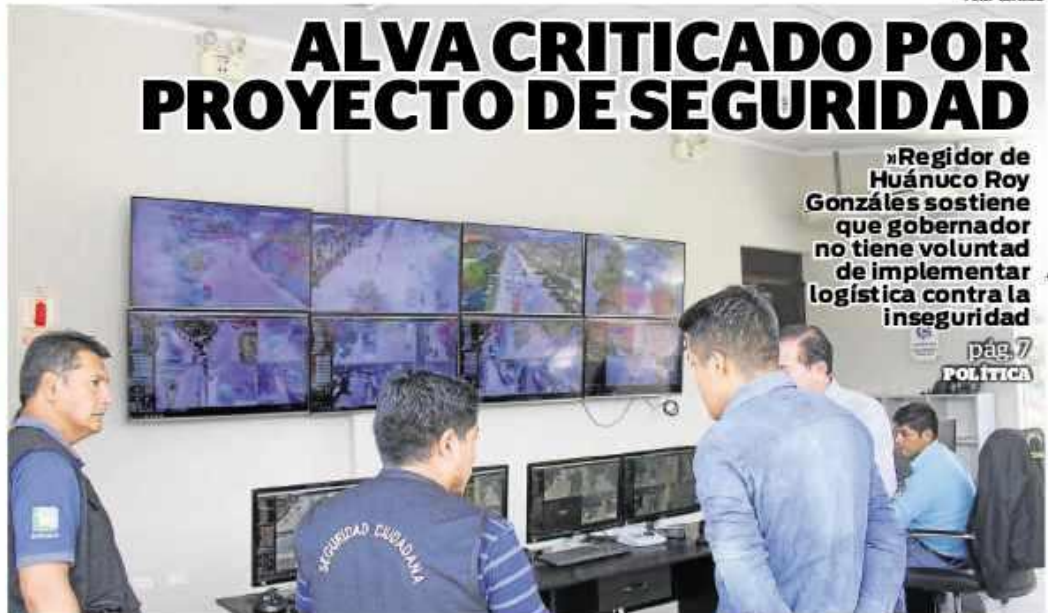 ALVA CRITICADO POR
PROYECTO DE SEGURIDAD
»Regidor de
Huánuco Roy
Gonzáles sostiene
que gobernador
no tiene voluntad
de implementar
logística contra la
inseguridad
pág. 7
POLÍTICA
SEGURIDAD CIUDADANA